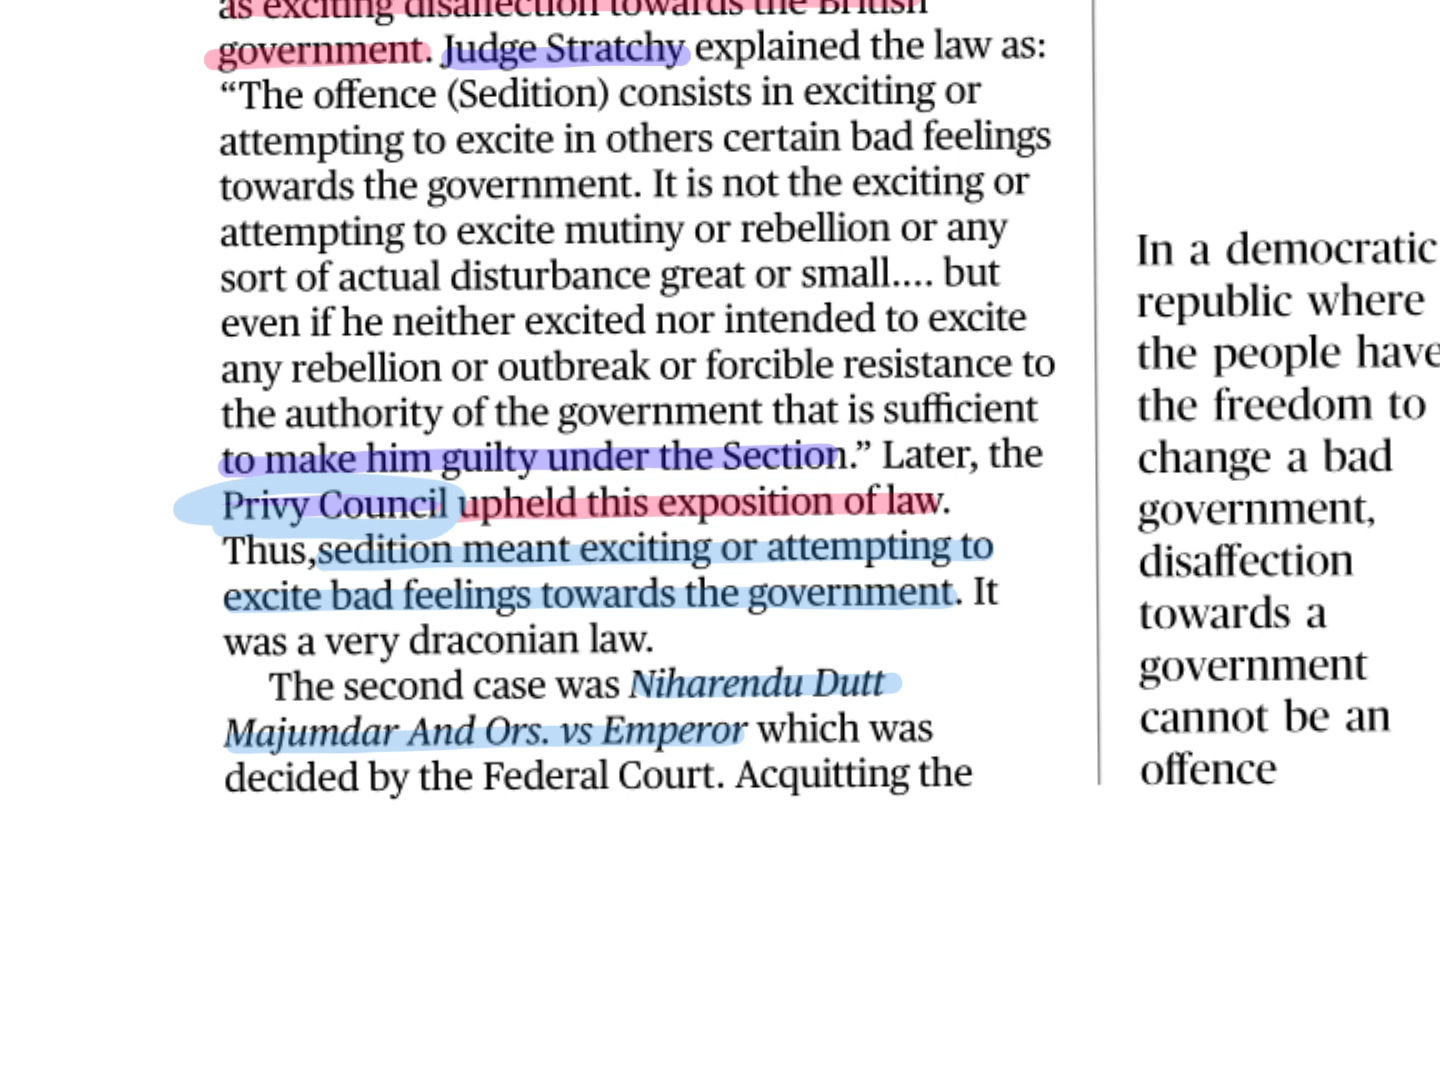 as exciting disaffection towards the British
government. Judge Stratchy explained the law as:
“The offence (Sedition) consists in exciting or
attempting to excite in others certain bad feelings
towards the government. It is not the exciting or
attempting to excite mutiny or rebellion or any
sort of actual disturbance great or small.... but
even if he neither excited nor intended to excite
any rebellion or outbreak or forcible resistance to
the authority of the government that is sufficient
to make him guilty under the Section.” Later, the
Privy Council upheld this exposition of law.
Thus,sedition meant exciting or attempting to
excite bad feelings towards the government. It
was a very draconian law.
The second case was Niharendu Dutt
Majumdar And Ors. vs Emperor which was
decided by the Federal Court. Acquitting the
In a democratic
republic where
the people have
the freedom to
change a bad
government,
disaffection
towards a
government
cannot be an
offence